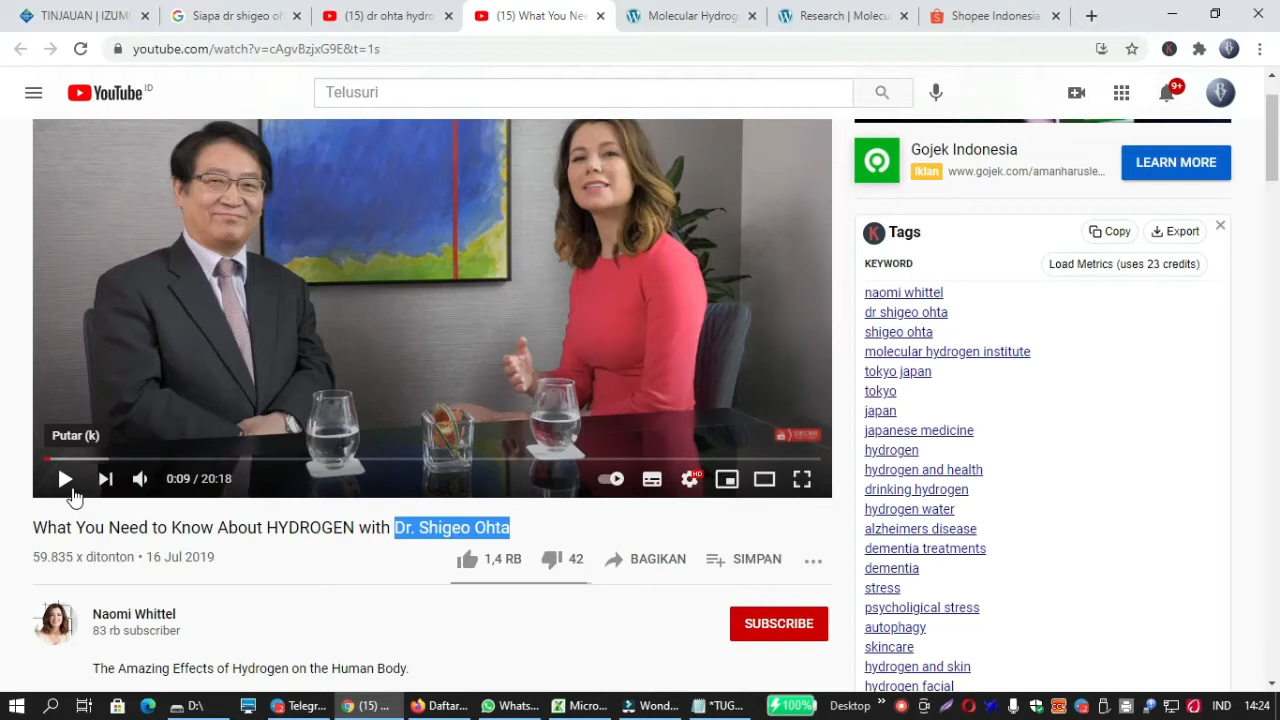 TINJAUAN | IZUMI
Siapa dr shigeo oh
(15) dr ohta hydrog
(15) What You Nee
Molecular Hydrog
Research | Molecu
Shopee Indonesia
youtube.com/watch?v=cAgvBzjxG9E&t=1s
YouTube ID
Telusuri
9+
Gojek Indonesia
Iklan www.gojek.com/amanharusle...
LEARN MORE
K Tags
Copy
Export
KEYWORD
Load Metrics (uses 23 credits)
naomi whittel
dr shigeo ohta
shigeo ohta
molecular hydrogen institute
tokyo japan
tokyo
japan
japanese medicine
hydrogen
hydrogen and health
drinking hydrogen
hydrogen water
alzheimers disease
dementia treatments
dementia
stress
psycholigical stress
autophagy
skincare
hydrogen and skin
hydrogen facial
Putar (k)
0:09 / 20:18
HD
What You Need to Know About HYDROGEN with Dr. Shigeo Ohta
59.835 x ditonton • 16 Jul 2019
1,4 RB
42
BAGIKAN
SIMPAN
Naomi Whittel
83 rb subscriber
SUBSCRIBE
The Amazing Effects of Hydrogen on the Human Body.
D:\
Telegr...
(15) ...
Daftar...
Whats...
Micro...
Wond...
*TUG...
100%
Desktop
IND
14:24